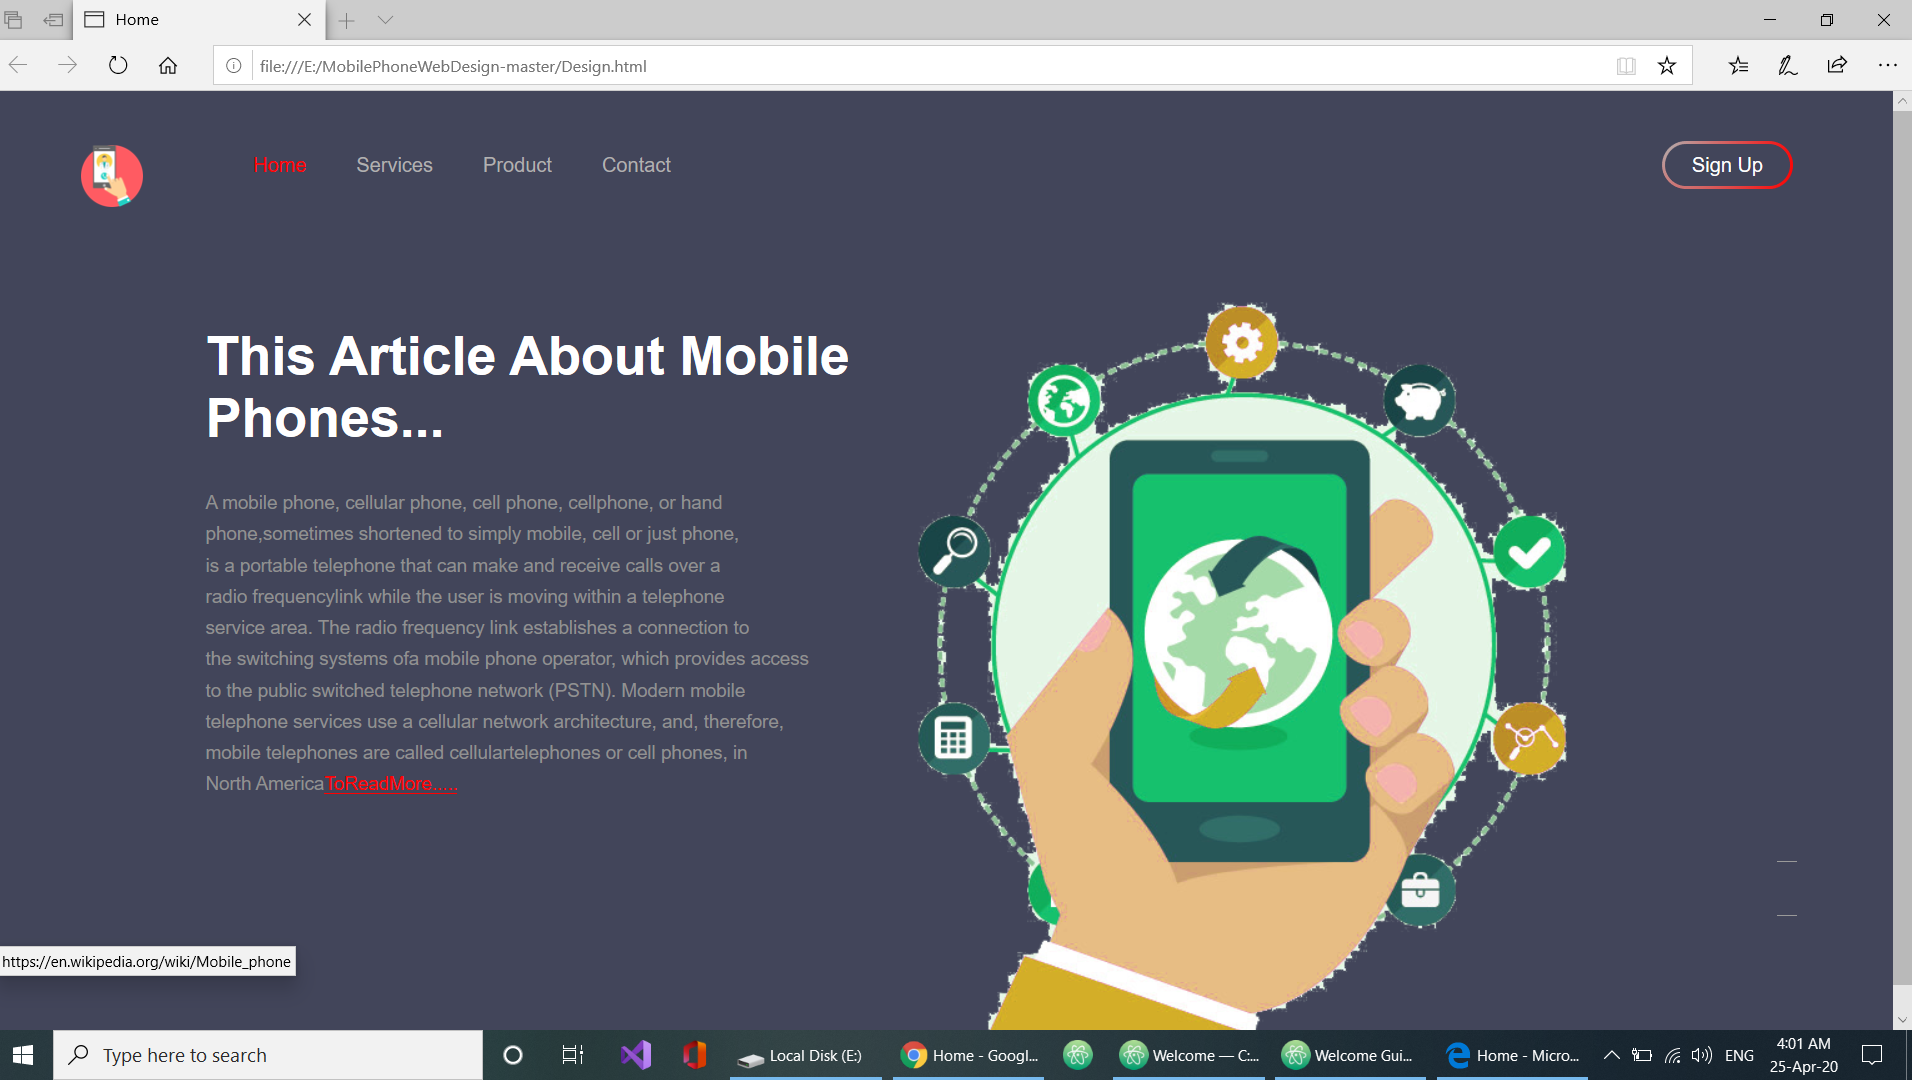 Home
file:///E:/MobilePhoneWebDesign-master/Design.html
Home Services Product Contact Sign Up
This Article About Mobile
Phones...
A mobile phone, cellular phone, cell phone, cellphone, or hand
phone,sometimes shortened to simply mobile, cell or just phone,
is a portable telephone that can make and receive calls over a
radio frequencylink while the user is moving within a telephone
service area. The radio frequency link establishes a connection to
the switching systems ofa mobile phone operator, which provides access
to the public switched telephone network (PSTN). Modern mobile
telephone services use a cellular network architecture, and, therefore,
mobile telephones are called cellulartelephones or cell phones, in
North AmericaToReadMore.....
https://en.wikipedia.org/wiki/Mobile_phone
Type here to search
Local Disk (E:) Home - Googl... Welcome — C:... Welcome Gui... Home - Micro... ENG
4:01 AM
25-Apr-20